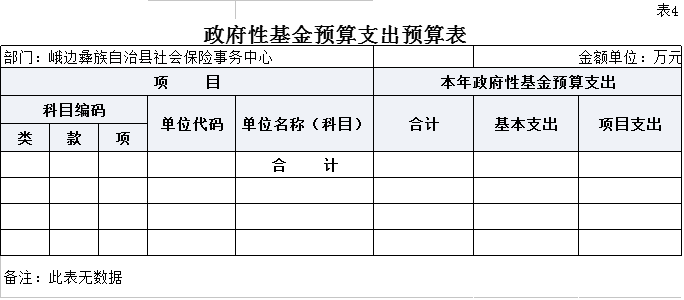 表4
政府性基金预算支出预算表
部门：峨边彝族自治县社会保险事务中心 金额单位：万元
项 目 本年政府性基金预算支出
科目编码 单位代码 单位名称（科目） 合计 基本支出 项目支出
类 款 项
合 计
备注：此表无数据